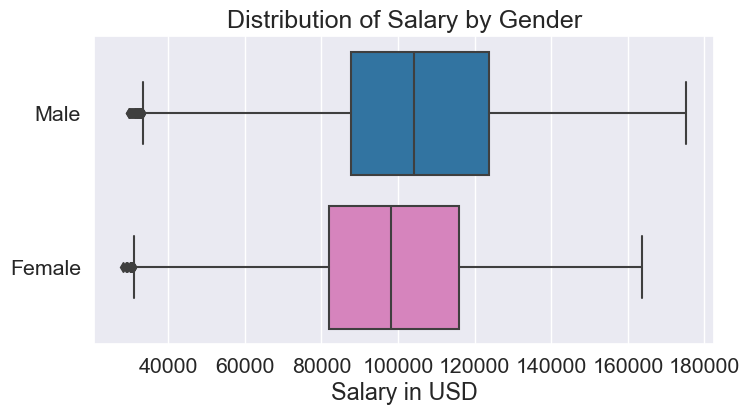 Distribution of Salary by Gender
Male
Female
40000 60000 80000 100000 120000 140000 160000 180000
Salary in USD